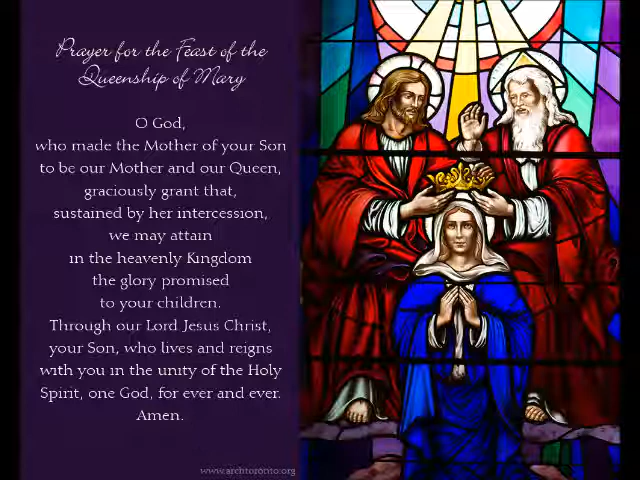 Prayer for the Feast of the
Queenship of Mary
O God,
who made the Mother of your Son
to be our Mother and our Queen,
graciously grant that,
sustained by her intercession,
we may attain
in the heavenly Kingdom
the glory promised
to your children.
Through our Lord Jesus Christ,
your Son, who lives and reigns
with you in the unity of the Holy
Spirit, one God, for ever and ever.
Amen.
www.archtoronto.org